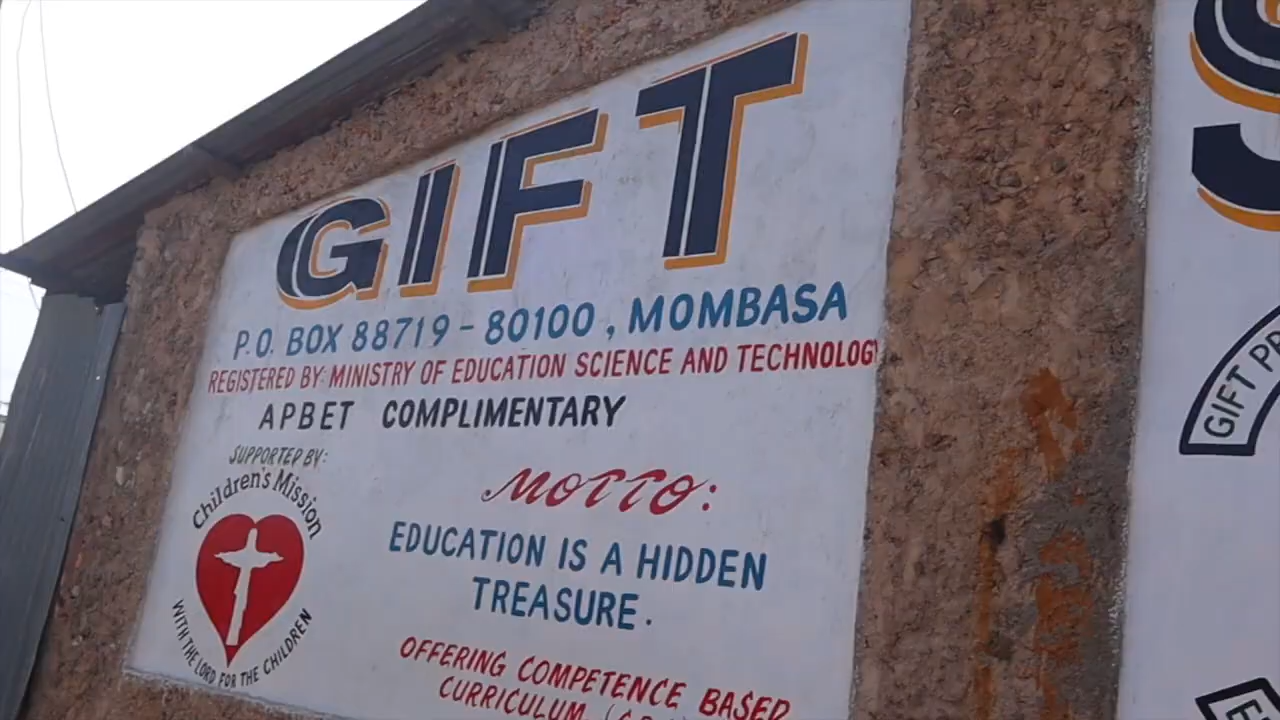 GIFT
P.O. BOX 88719 - 80100, MOMBASA
REGISTERED BY: MINISTRY OF EDUCATION SCIENCE AND TECHNOLOGY
APBET COMPLIMENTARY
SUPPORTED BY:
Children's Mission
WITH THE LORD FOR THE CHILDREN
MOTTO:
EDUCATION IS A HIDDEN
TREASURE.
OFFERING COMPETENCE BASED
CURRICULUM
GIFT